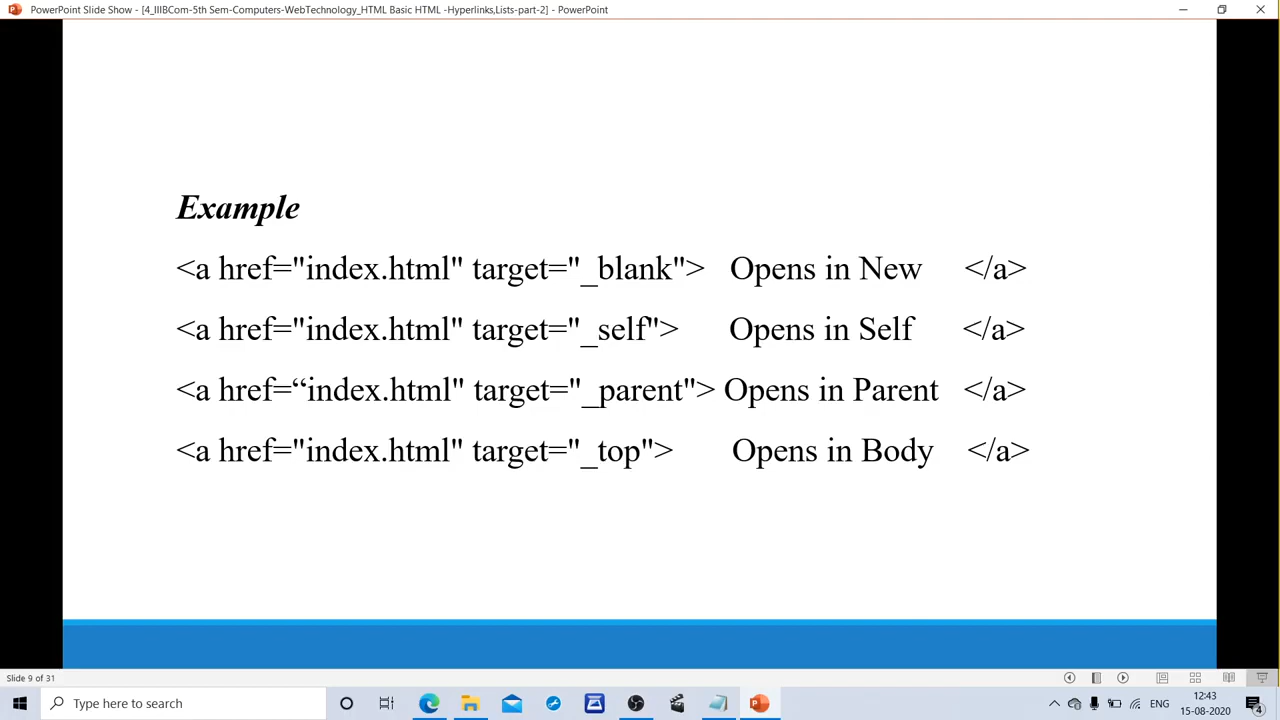 PowerPoint Slide Show - [4_IIIBCom-5th Sem-Computers-WebTechnology_HTML Basic HTML -Hyperlinks,Lists-part-2] - PowerPoint
Example
<a href="index.html" target="_blank"> Opens in New </a>
<a href="index.html" target="_self"> Opens in Self </a>
<a href=“index.html" target="_parent"> Opens in Parent </a>
<a href="index.html" target="_top"> Opens in Body </a>
Slide 9 of 31
Type here to search
ENG
12:43
15-08-2020
4